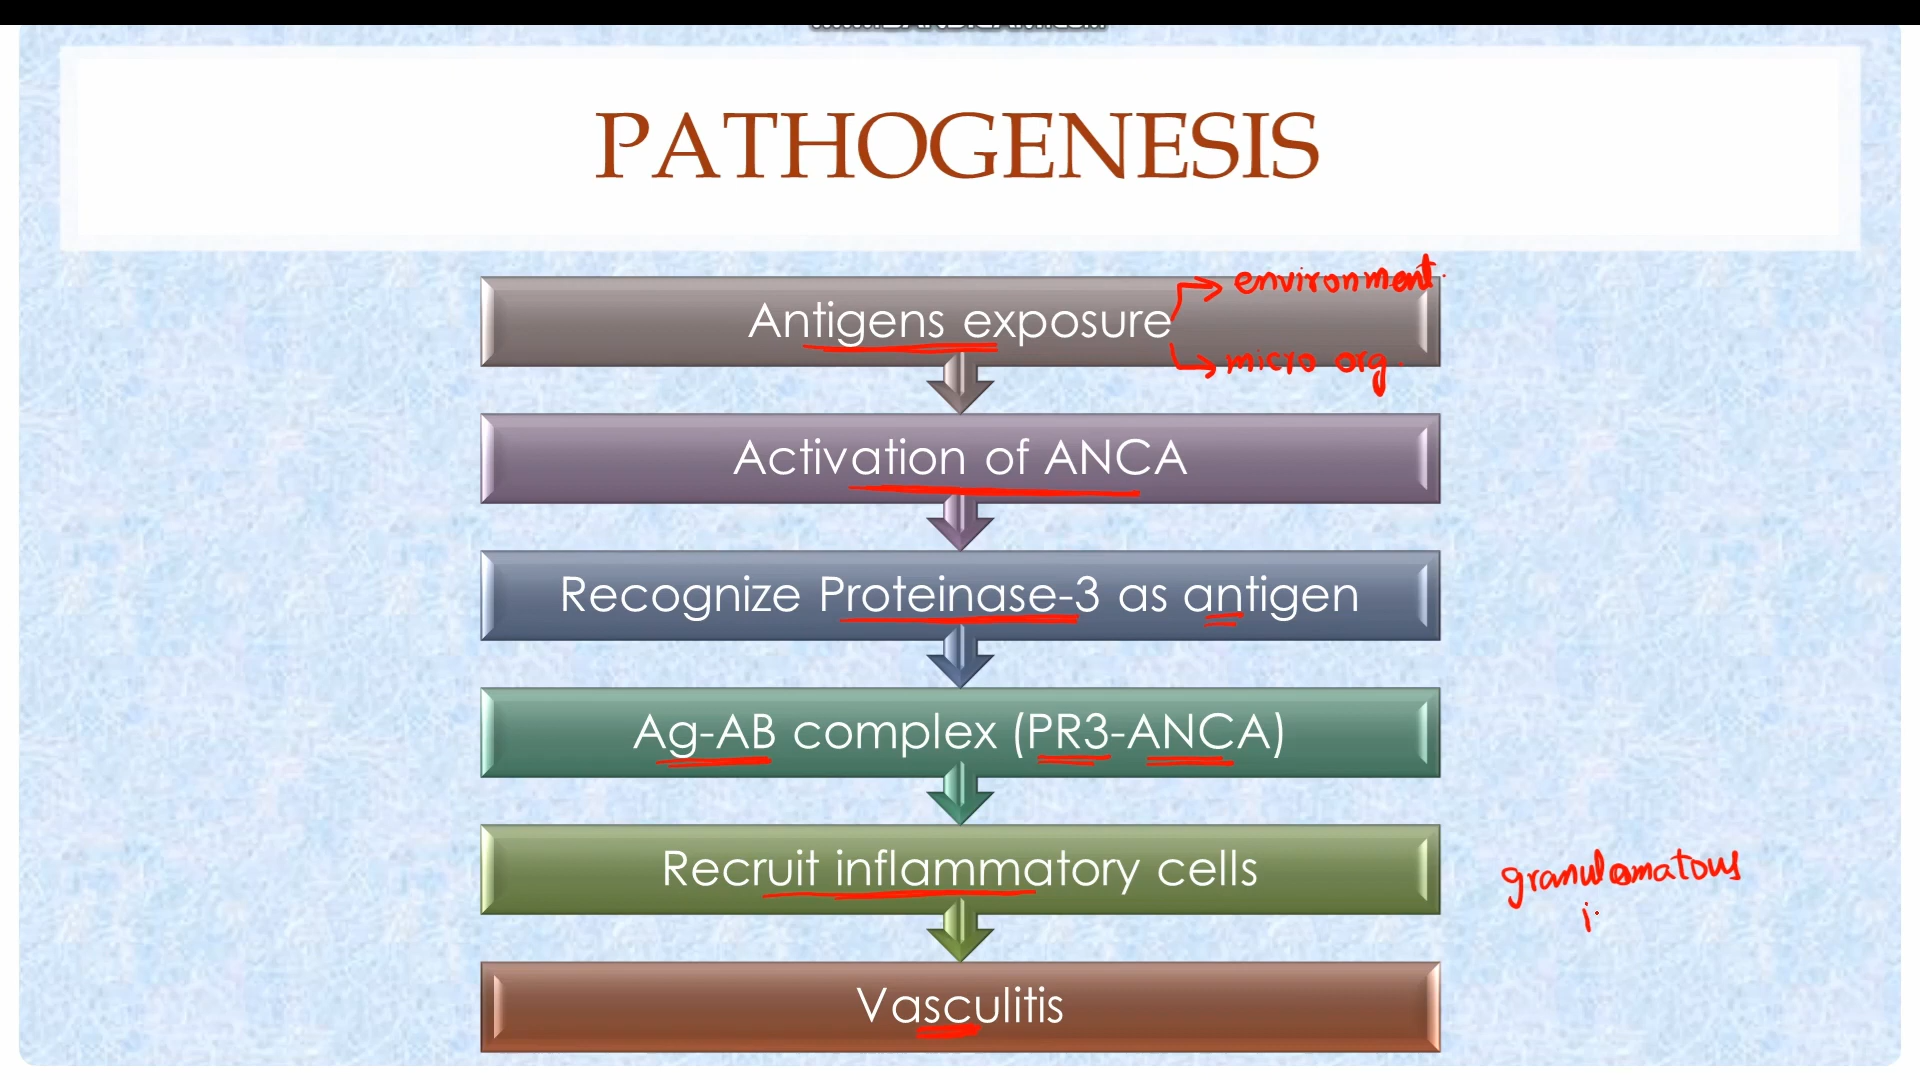 PATHOGENESIS
Antigens exposure
environment.
micro org.
Activation of ANCA
Recognize Proteinase-3 as antigen
Ag-AB complex (PR3-ANCA)
Recruit inflammatory cells
granulomatous
i
Vasculitis